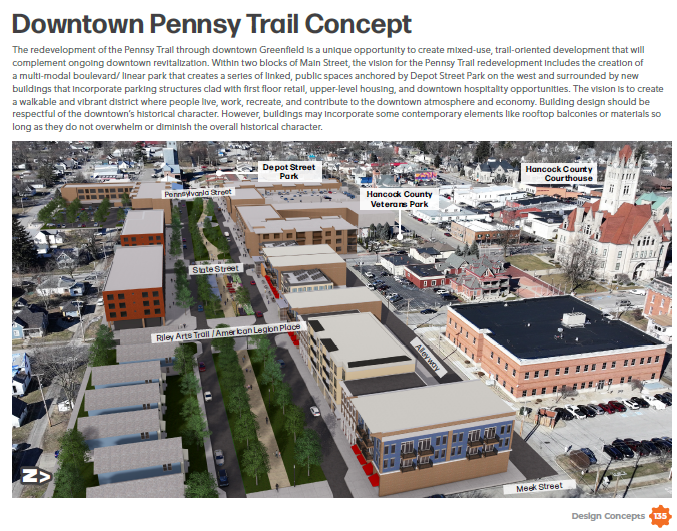 Downtown Pennsy Trail Concept
The redevelopment of the Pennsy Trail through downtown Greenfield is a unique opportunity to create mixed-use, trail-oriented development that will
complement ongoing downtown revitalization. Within two blocks of Main Street, the vision for the Pennsy Trail redevelopment includes the creation of
a multi-modal boulevard/ linear park that creates a series of linked, public spaces anchored by Depot Street Park on the west and surrounded by new
buildings that incorporate parking structures clad with first floor retail, upper-level housing, and downtown hospitality opportunities. The vision is to create
a walkable and vibrant district where people live, work, recreate, and contribute to the downtown atmosphere and economy. Building design should be
respectful of the downtown's historical character. However, buildings may incorporate some contemporary elements like rooftop balconies or materials so
long as they do not overwhelm or diminish the overall historical character.
Depot Street
Park
Hancock County
Courthouse
Pennsylvania Street
Hancock County
Veterans Park
State Street
Riley Arts Trail / American Legion Place
Alleyway
Z>
Meek Street
Design Concepts 135